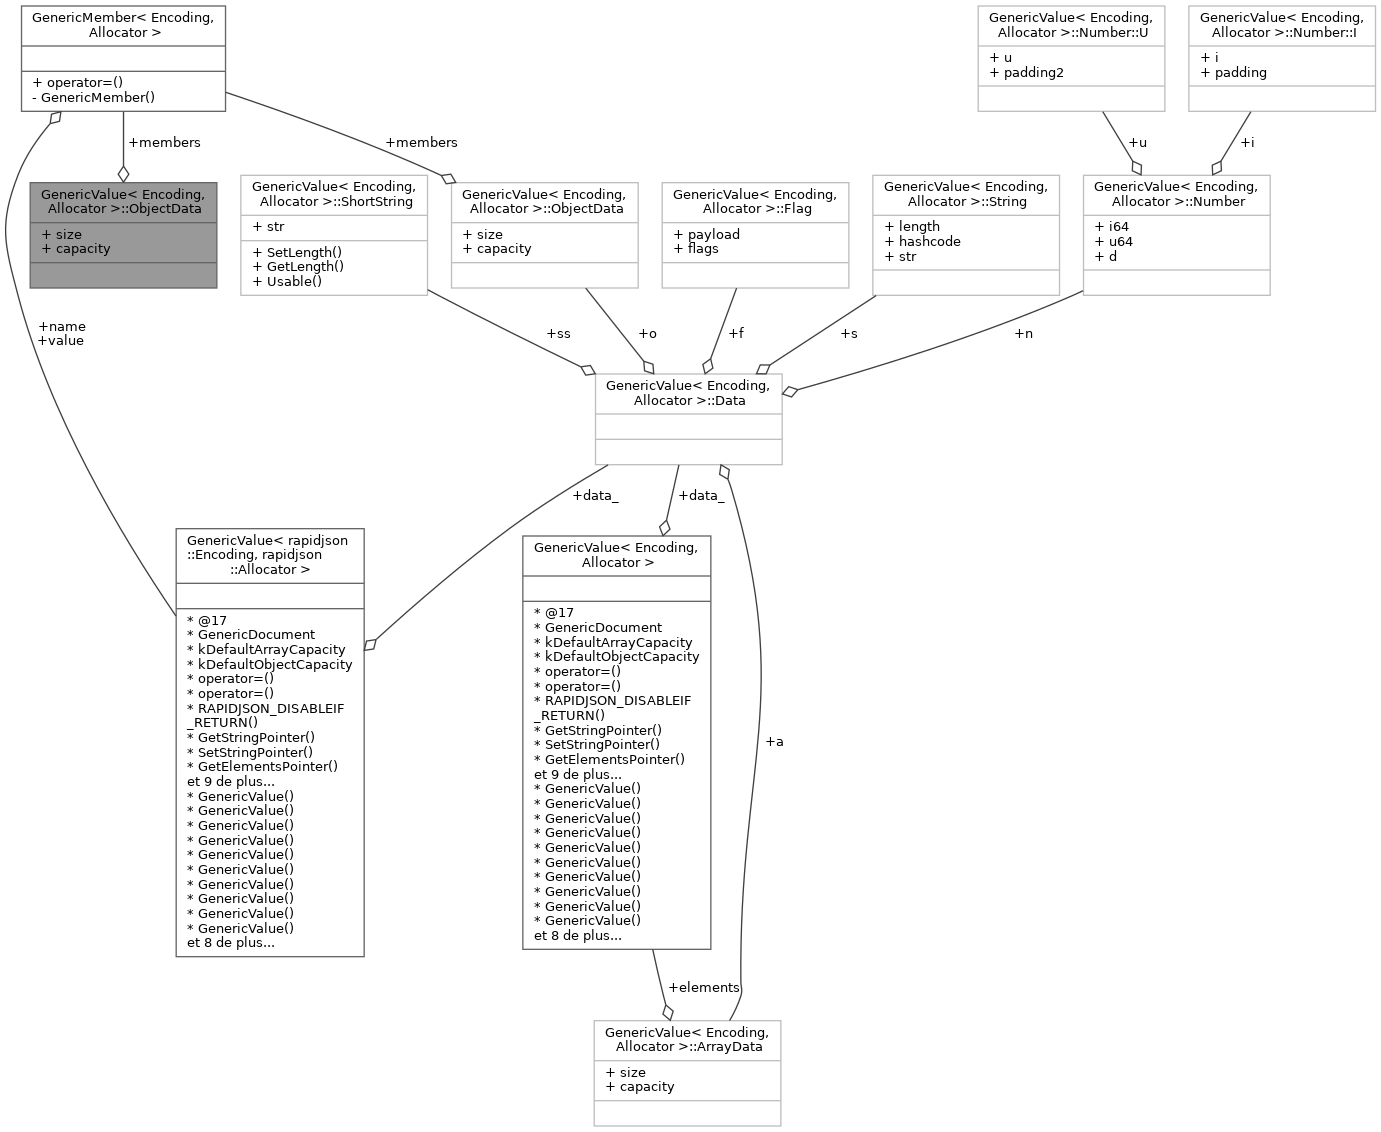 GenericMember< Encoding,
Allocator >
+ operator=()
- GenericMember()
GenericValue< Encoding,
Allocator >::Number::U
+ u
+ padding2
GenericValue< Encoding,
Allocator >::Number::I
+ i
+ padding
+members
+members
+u
+i
GenericValue< Encoding,
Allocator >::ObjectData
+ size
+ capacity
GenericValue< Encoding,
Allocator >::ShortString
+ str
+ SetLength()
+ GetLength()
+ Usable()
GenericValue< Encoding,
Allocator >::ObjectData
+ size
+ capacity
GenericValue< Encoding,
Allocator >::Flag
+ payload
+ flags
GenericValue< Encoding,
Allocator >::String
+ length
+ hashcode
+ str
GenericValue< Encoding,
Allocator >::Number
+ i64
+ u64
+ d
+name
+value
+ss
+o
+f
+s
+n
GenericValue< Encoding,
Allocator >::Data
+data_
+data_
GenericValue< rapidjson
::Encoding, rapidjson
::Allocator >
* @17
* GenericDocument
* kDefaultArrayCapacity
* kDefaultObjectCapacity
* operator=()
* operator=()
* RAPIDJSON_DISABLEIF
_RETURN()
* GetStringPointer()
* SetStringPointer()
* GetElementsPointer()
et 9 de plus...
* GenericValue()
* GenericValue()
* GenericValue()
* GenericValue()
* GenericValue()
* GenericValue()
* GenericValue()
* GenericValue()
* GenericValue()
* GenericValue()
et 8 de plus...
GenericValue< Encoding,
Allocator >
* @17
* GenericDocument
* kDefaultArrayCapacity
* kDefaultObjectCapacity
* operator=()
* operator=()
* RAPIDJSON_DISABLEIF
_RETURN()
* GetStringPointer()
* SetStringPointer()
* GetElementsPointer()
et 9 de plus...
* GenericValue()
* GenericValue()
* GenericValue()
* GenericValue()
* GenericValue()
* GenericValue()
* GenericValue()
* GenericValue()
* GenericValue()
* GenericValue()
et 8 de plus...
+a
+elements
GenericValue< Encoding,
Allocator >::ArrayData
+ size
+ capacity